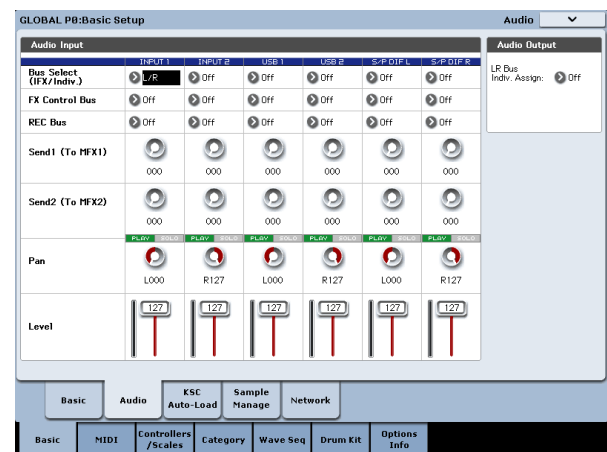 GLOBAL P0:Basic Setup Audio
Audio Input
Audio Output
INPUT 1 INPUT 2 USB 1 USB 2 S/P DIF L S/P DIF R
Bus Select
(IFX/Indiv.)
L/R Off Off Off Off Off
LR Bus
Indiv. Assign: Off
FX Control Bus Off Off Off Off Off Off
REC Bus Off Off Off Off Off Off
Send1 (To MFX1)
000 000 000 000 000 000
Send2 (To MFX2)
000 000 000 000 000 000
PLAY SOLO PLAY SOLO PLAY SOLO PLAY SOLO PLAY SOLO PLAY SOLO
Pan
L000 R127 L000 R127 L000 R127
127 127 127 127 127 127
Level
Basic Audio KSC Auto-Load Sample Manage Network
Basic MIDI Controllers /Scales Category Wave Seq Drum Kit Options Info